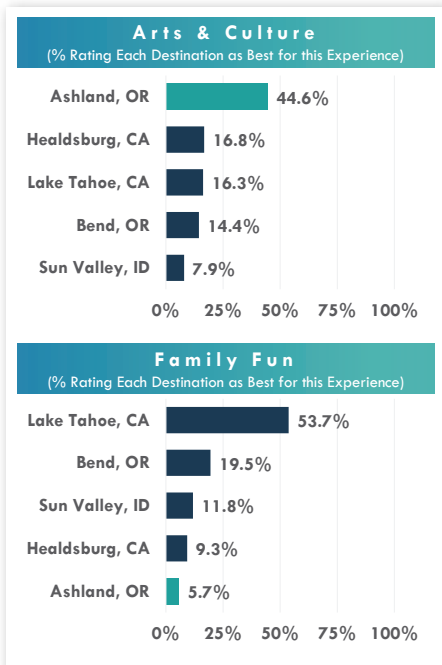 Arts & Culture
(% Rating Each Destination as Best for this Experience)
Ashland, OR 44.6%
Healdsburg, CA 16.8%
Lake Tahoe, CA 16.3%
Bend, OR 14.4%
Sun Valley, ID 7.9%
0% 25% 50% 75% 100%
Family Fun
(% Rating Each Destination as Best for this Experience)
Lake Tahoe, CA 53.7%
Bend, OR 19.5%
Sun Valley, ID 11.8%
Healdsburg, CA 9.3%
Ashland, OR 5.7%
0% 25% 50% 75% 100%